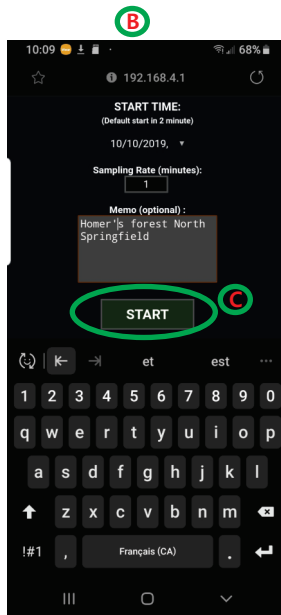 B
10:09 68%
192.168.4.1
START TIME:
(Default start in 2 minute)
10/10/2019,
Sampling Rate (minutes):
1
Memo (optional) :
Homer's forest North
Springfield
START
C
et est ...
1 2 3 4 5 6 7 8 9 0
q w e r t y u i o p
a s d f g h j k l
z x c v b n m
!#1 , Français (CA) .